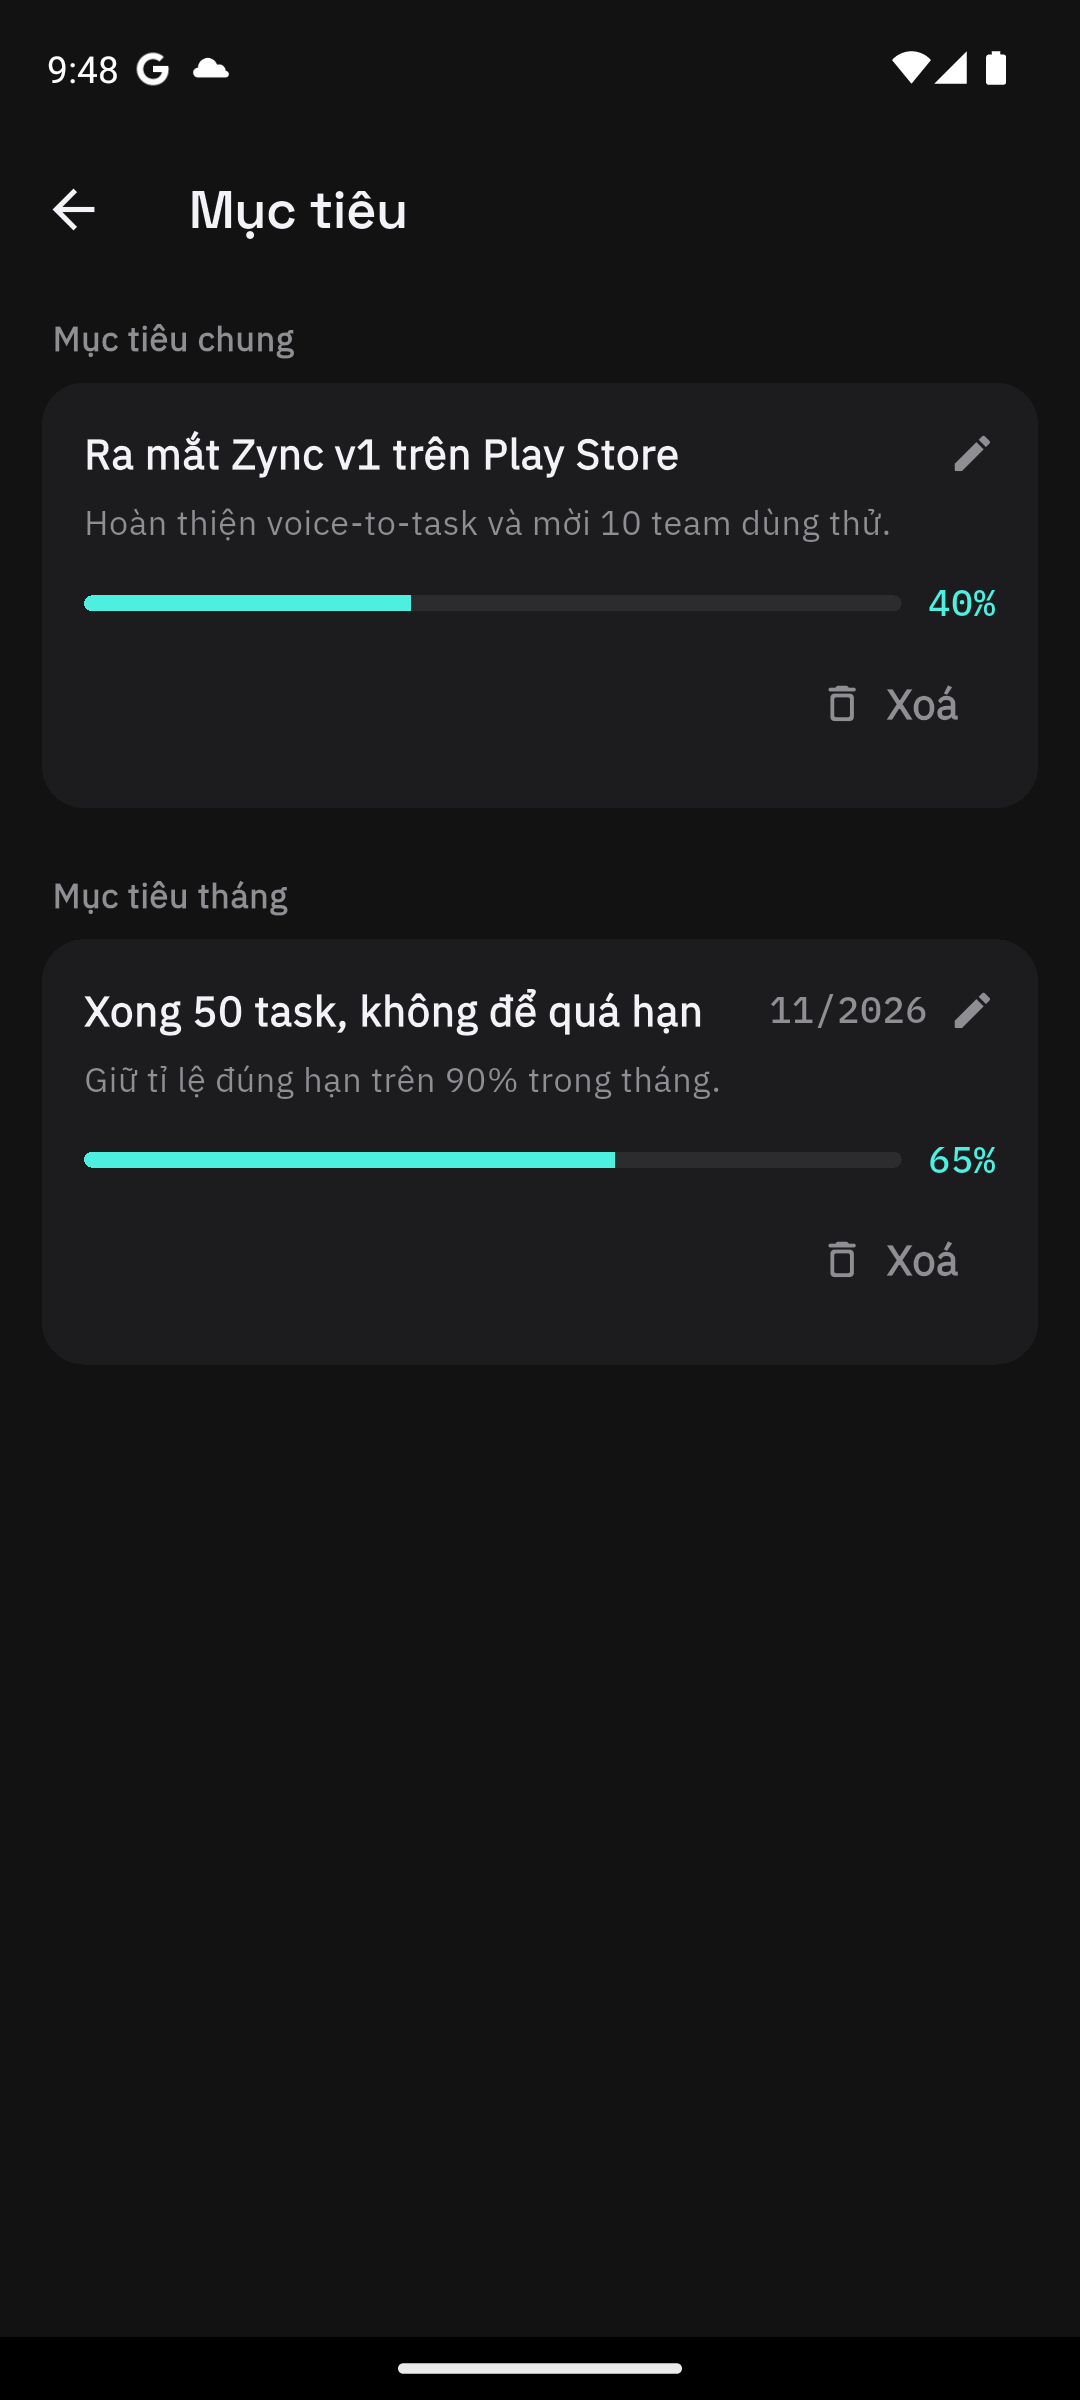 9:48
Mục tiêu
Mục tiêu chung
Ra mắt Zync v1 trên Play Store
Hoàn thiện voice-to-task và mời 10 team dùng thử.
40%
Xoá
Mục tiêu tháng
Xong 50 task, không để quá hạn 11/2026
Giữ tỉ lệ đúng hạn trên 90% trong tháng.
65%
Xoá